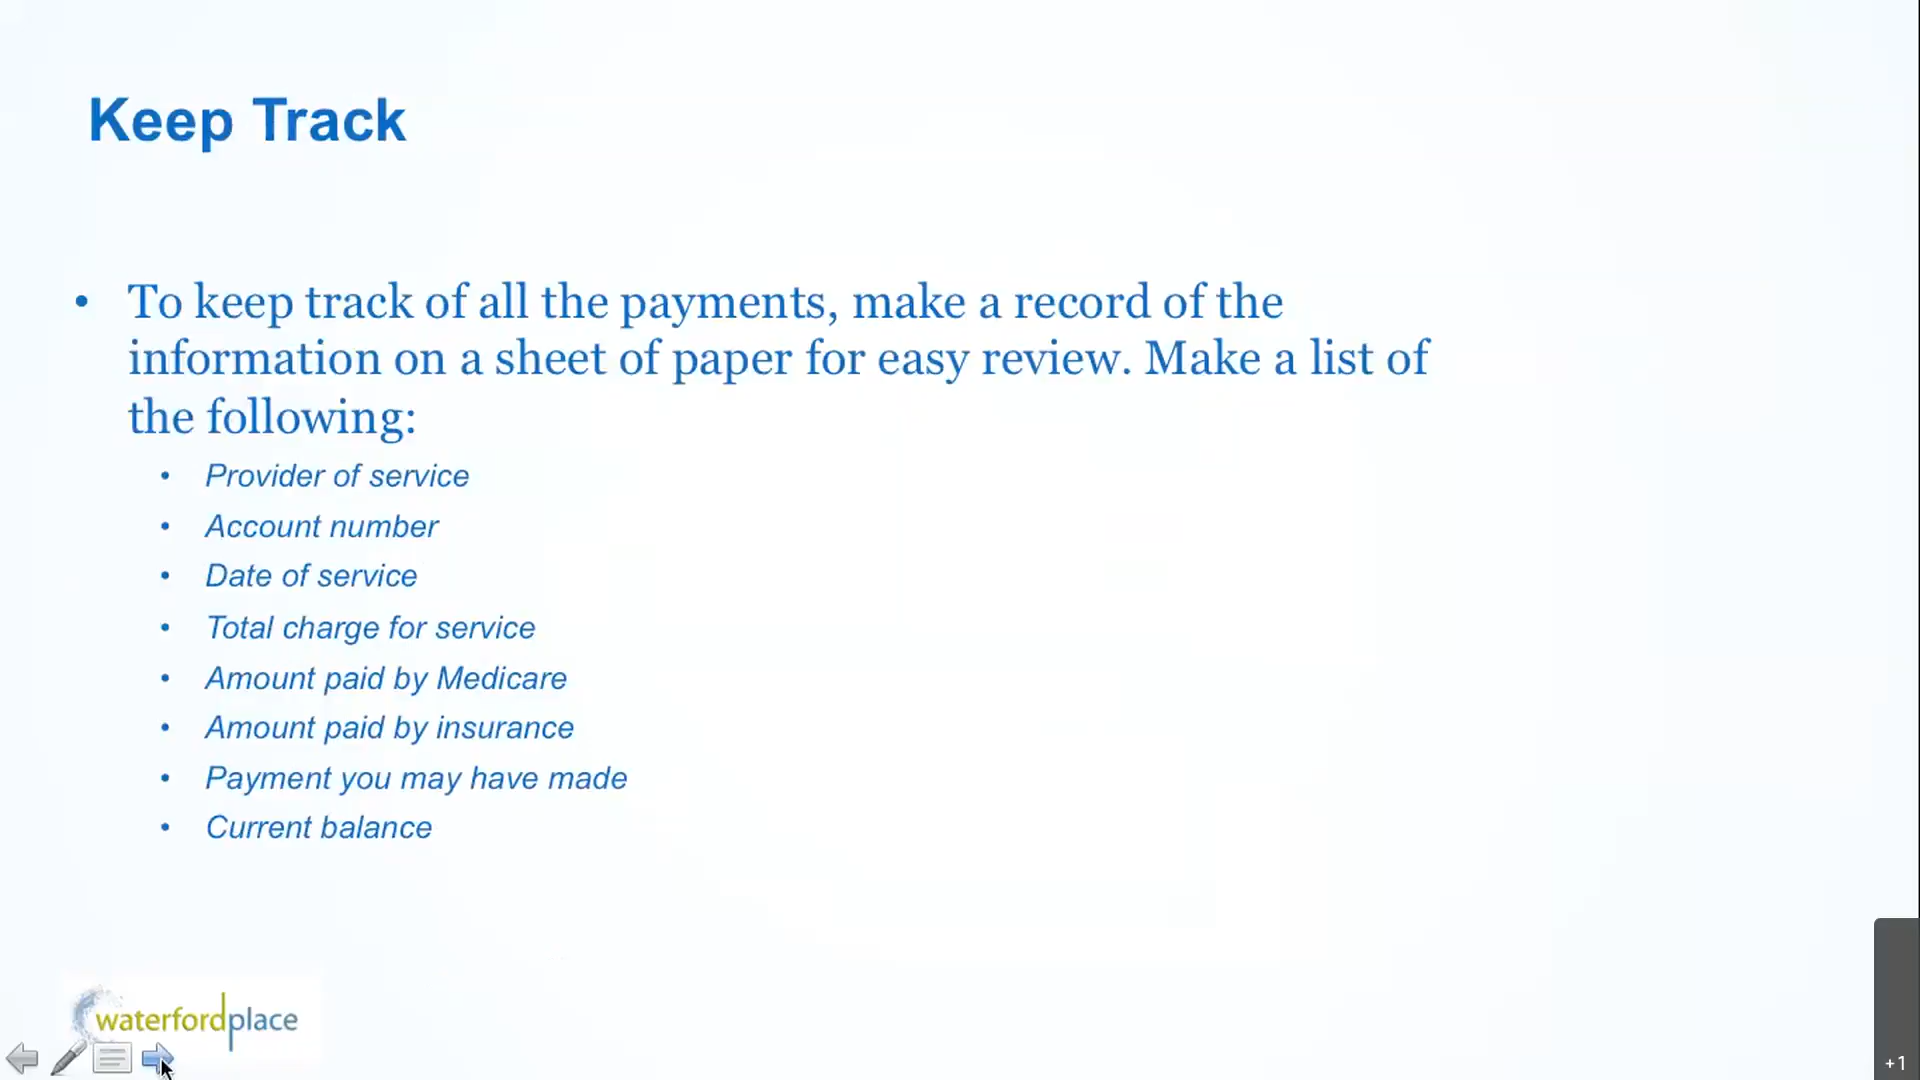 Keep Track
• To keep track of all the payments, make a record of the
information on a sheet of paper for easy review. Make a list of
the following:
• Provider of service
• Account number
• Date of service
• Total charge for service
• Amount paid by Medicare
• Amount paid by insurance
• Payment you may have made
• Current balance
waterfordplace
+1